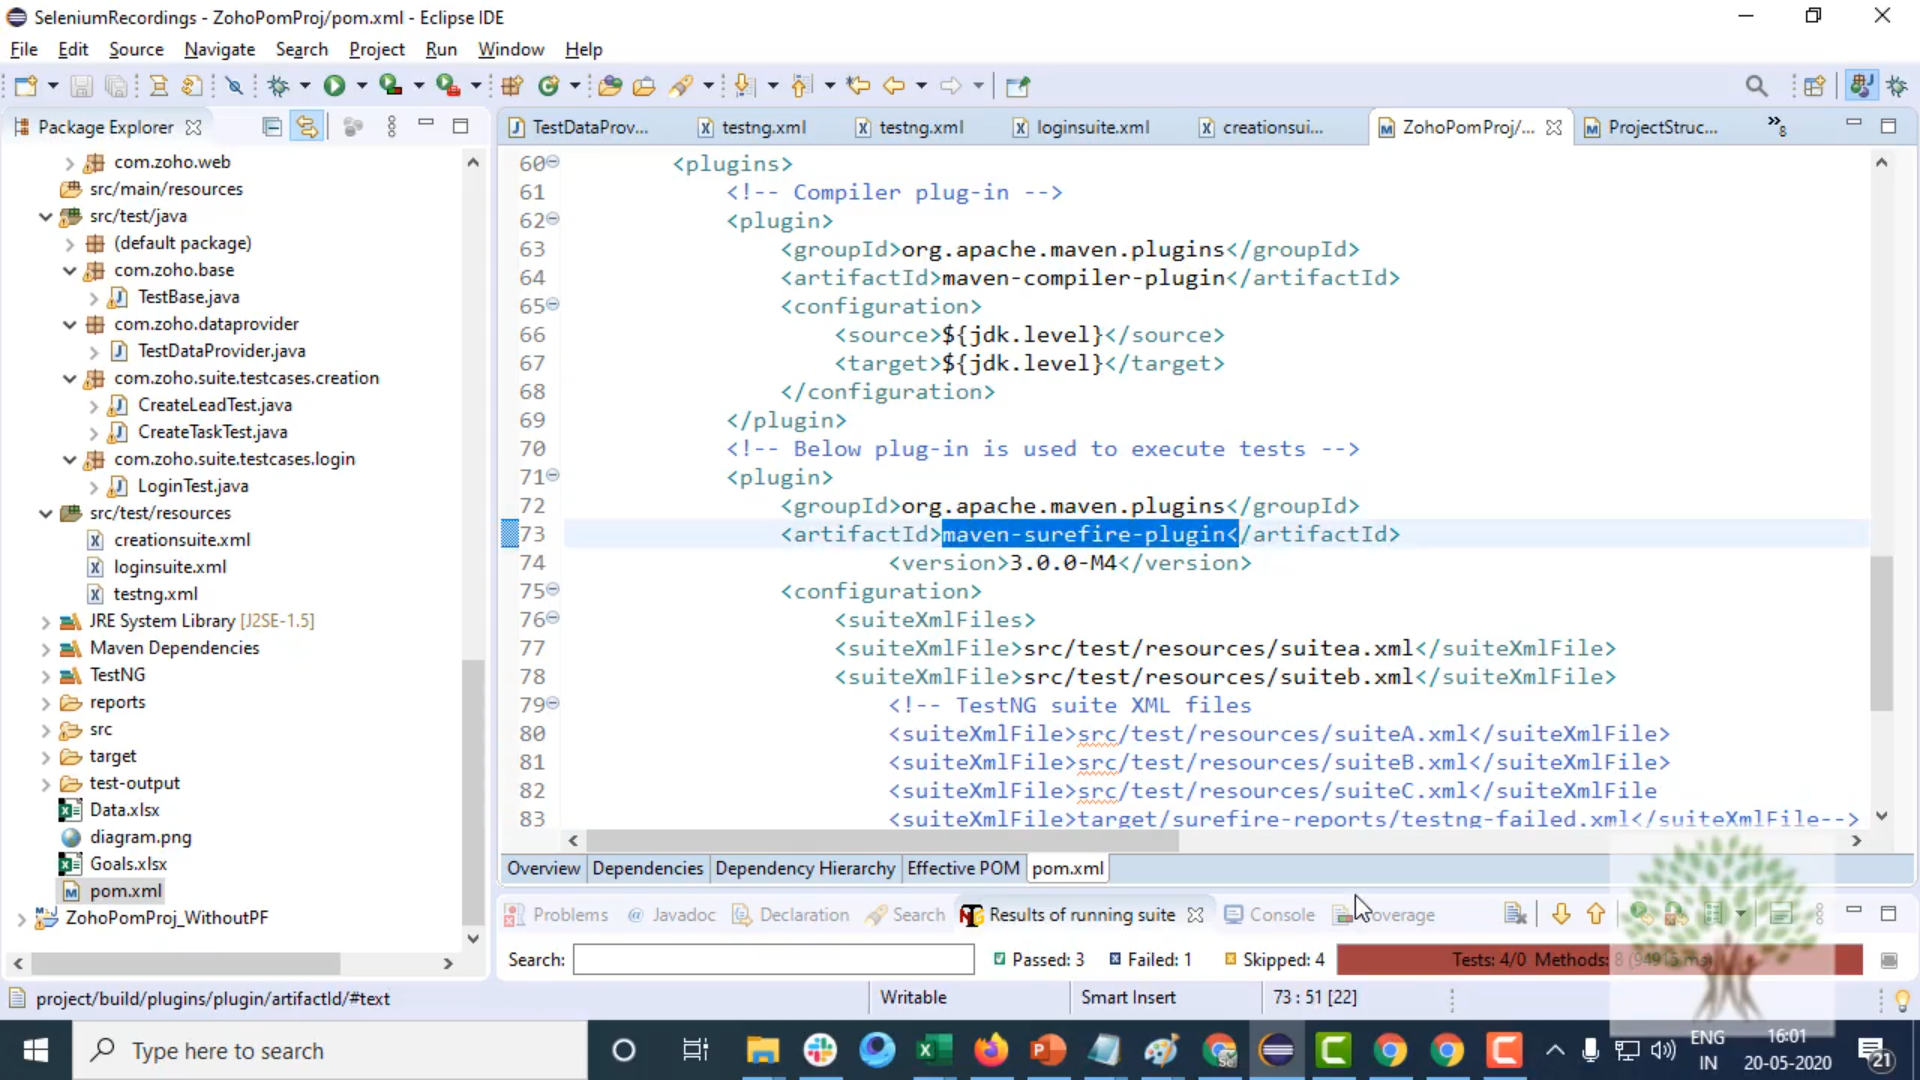 SeleniumRecordings - ZohoPomProj/pom.xml - Eclipse IDE
File Edit Source Navigate Search Project Run Window Help
Package Explorer
com.zoho.web
src/main/resources
src/test/java
(default package)
com.zoho.base
TestBase.java
com.zoho.dataprovider
TestDataProvider.java
com.zoho.suite.testcases.creation
CreateLeadTest.java
CreateTaskTest.java
com.zoho.suite.testcases.login
LoginTest.java
src/test/resources
creationsuite.xml
loginsuite.xml
testng.xml
JRE System Library [J2SE-1.5]
Maven Dependencies
TestNG
reports
src
target
test-output
Data.xlsx
diagram.png
Goals.xlsx
pom.xml
ZohoPomProj_WithoutPF
TestDataProv... testng.xml testng.xml loginsuite.xml creationsui... ZohoPomProj/... ProjectStruc... »8
60 <plugins>
61 <!-- Compiler plug-in -->
62 <plugin>
63 <groupId>org.apache.maven.plugins</groupId>
64 <artifactId>maven-compiler-plugin</artifactId>
65 <configuration>
66 <source>${jdk.level}</source>
67 <target>${jdk.level}</target>
68 </configuration>
69 </plugin>
70 <!-- Below plug-in is used to execute tests -->
71 <plugin>
72 <groupId>org.apache.maven.plugins</groupId>
73 <artifactId>maven-surefire-plugin</artifactId>
74 <version>3.0.0-M4</version>
75 <configuration>
76 <suiteXmlFiles>
77 <suiteXmlFile>src/test/resources/suitea.xml</suiteXmlFile>
78 <suiteXmlFile>src/test/resources/suiteb.xml</suiteXmlFile>
79 <!-- TestNG suite XML files
80 <suiteXmlFile>src/test/resources/suiteA.xml</suiteXmlFile>
81 <suiteXmlFile>src/test/resources/suiteB.xml</suiteXmlFile>
82 <suiteXmlFile>src/test/resources/suiteC.xml</suiteXmlFile
83 <suiteXmlFile>target/surefire-reports/testng-failed.xml</suiteXmlFile-->
Overview Dependencies Dependency Hierarchy Effective POM pom.xml
Problems @ Javadoc Declaration Search Results of running suite Console overage
Search: Passed: 3 Failed: 1 Skipped: 4 Tests: 4/0 Methods: 8 (94915 ms)
project/build/plugins/plugin/artifactId/#text Writable Smart Insert 73 : 51 [22]
Type here to search
ENG
IN
16:01
20-05-2020
21